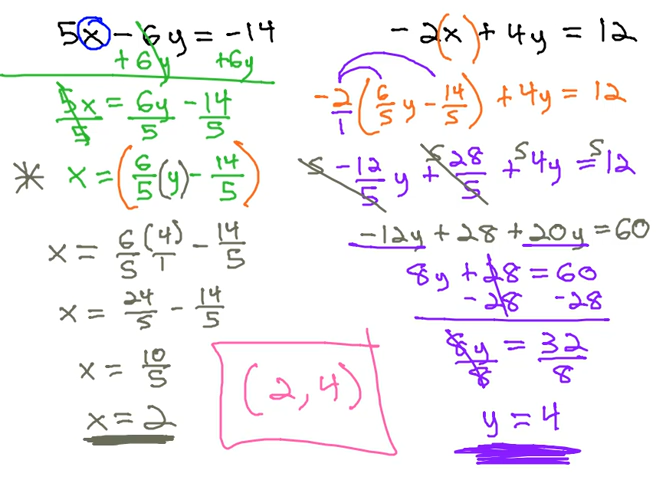 5x - 6y = -14
+6y +6y
5x/5 = 6y/5 - 14/5
* x = (6/5(y) - 14/5)
x = 6/5 (4)/1 - 14/5
x = 24/5 - 14/5
x = 10/5
x = 2
(2, 4)
-2(x) + 4y = 12
-2/1 (6/5 y - 14/5) + 4y = 12
5 -12/5 y + 5 28/5 + 5 4y = 5 12
-12y + 28 + 20y = 60
8y + 28 = 60
-28 -28
8y/8 = 32/8
y = 4